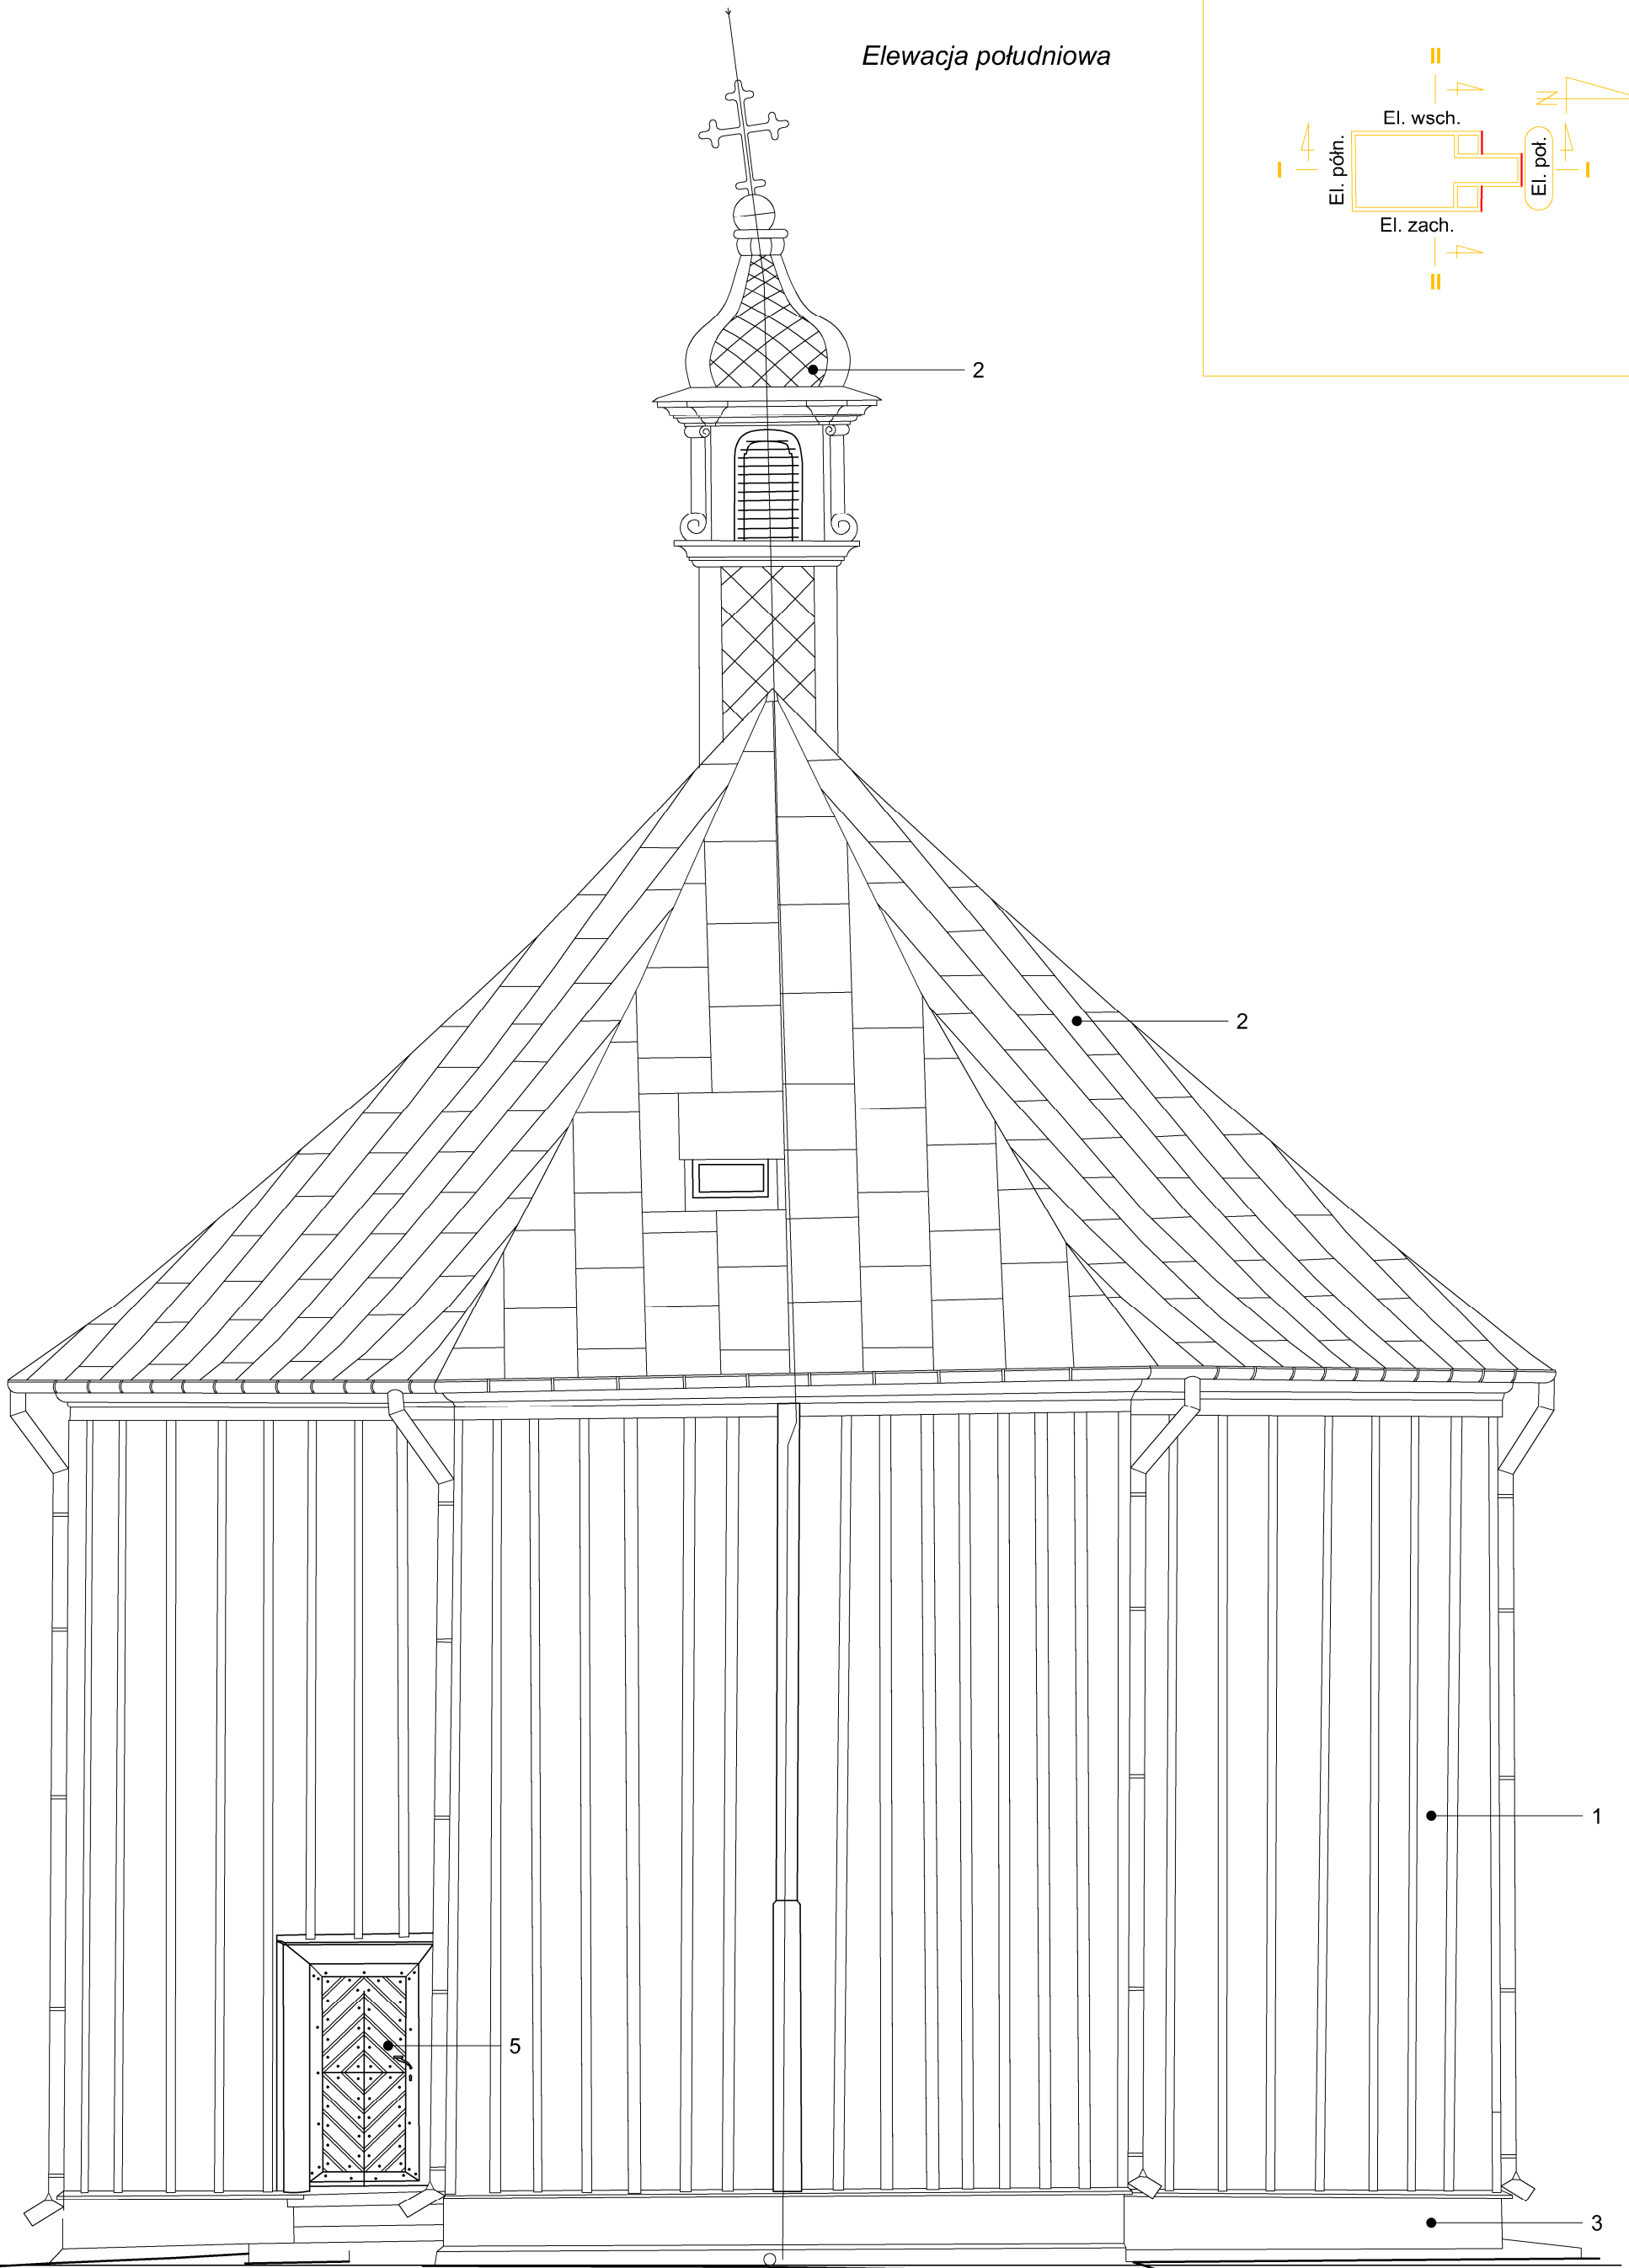 Elewacja południowa
II
N
El. wsch.
El. półn.
El. poł.
I
I
El. zach.
II
2
2
1
5
3